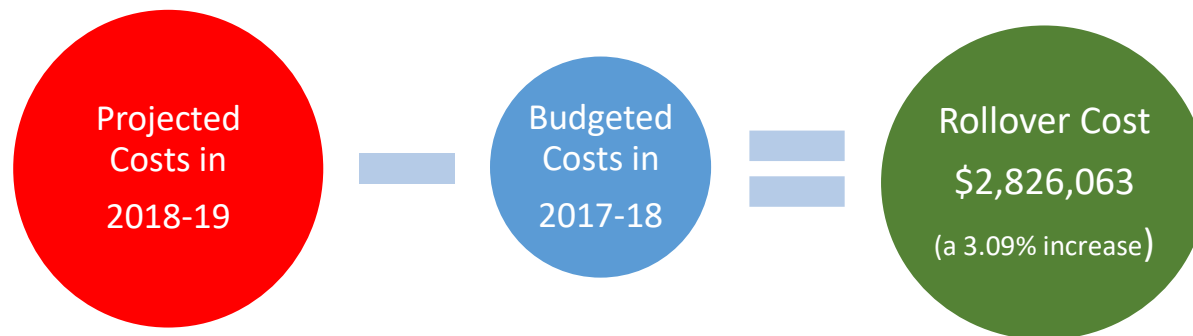 Projected
Costs in
2018-19
Budgeted
Costs in
2017-18
Rollover Cost
$2,826,063
(a 3.09% increase)